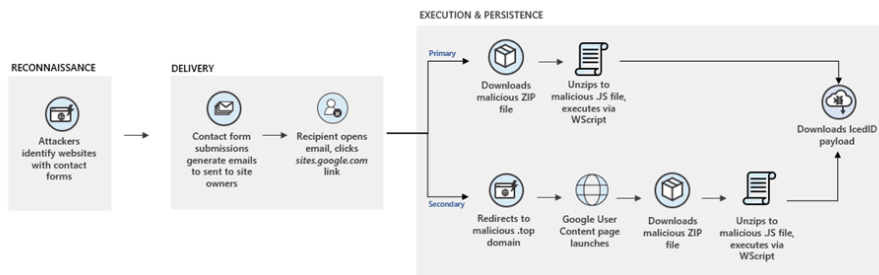 EXECUTION & PERSISTENCE
RECONNAISSANCE
Attackers
identify websites
with contact
forms
DELIVERY
Contact form
submissions
generate emails
to sent to site
owners
Recipient opens
email, clicks
sites.google.com
link
Primary
Downloads
malicious ZIP
file
Unzips to
malicious .JS file,
executes via
WScript
Downloads IcedID
payload
Secondary
Redirects to
malicious .top
domain
Google User
Content page
launches
Downloads
malicious ZIP
file
Unzips to
malicious .JS file,
executes via
WScript